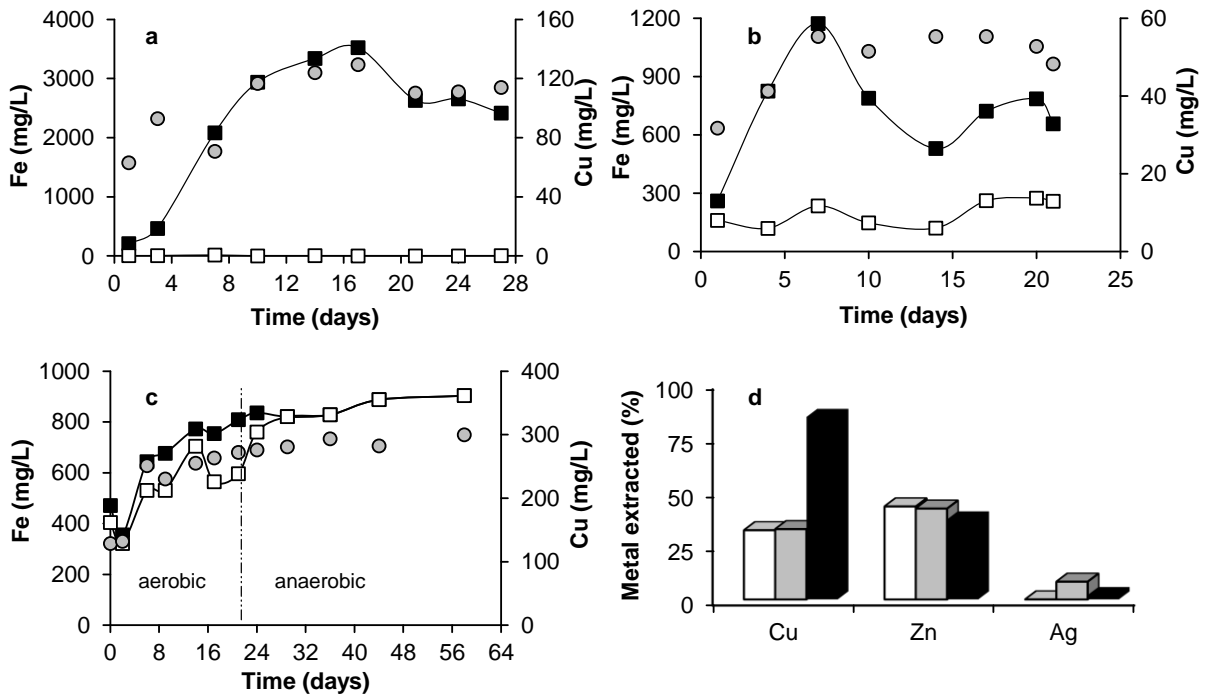 a
Fe (mg/L)
4000
3000
2000
1000
0
Cu (mg/L)
160
120
80
40
0
0 4 8 12 16 20 24 28
Time (days)
b
Fe (mg/L)
1200
900
600
300
0
Cu (mg/L)
60
40
20
0
0 5 10 15 20 25
Time (days)
c
Fe (mg/L)
1000
800
600
400
200
0
Cu (mg/L)
400
300
200
100
0
aerobic anaerobic
0 8 16 24 32 40 48 56 64
Time (days)
d
Metal extracted (%)
100
75
50
25
0
Cu Zn Ag